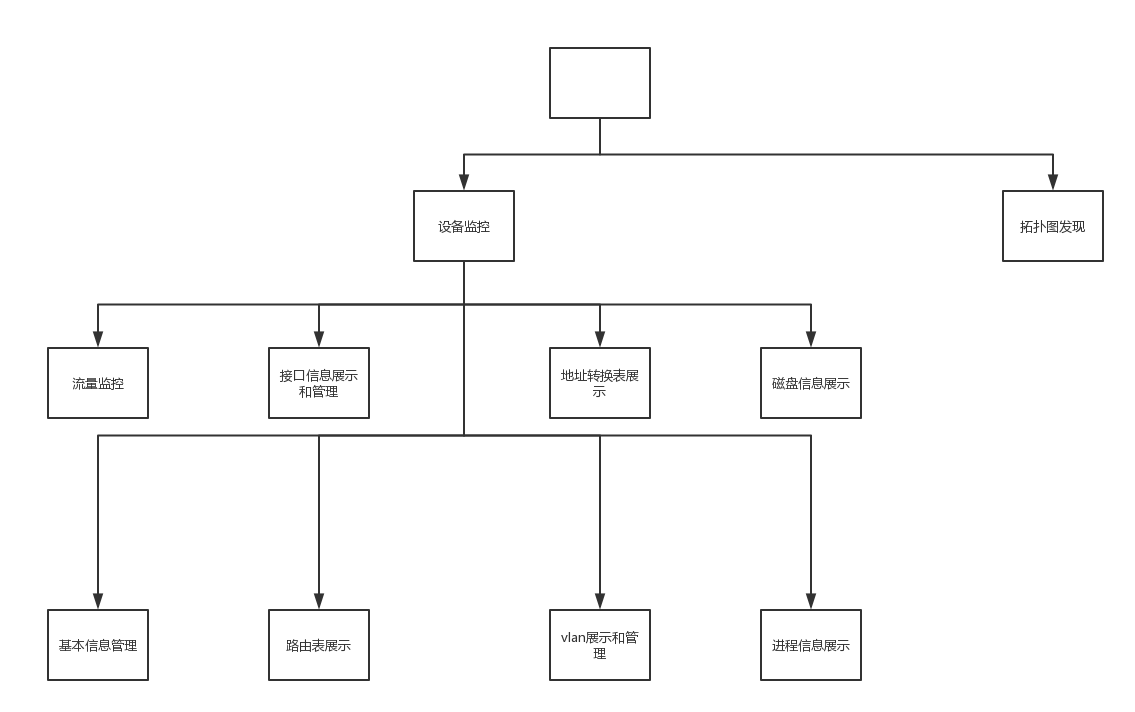 设备监控
拓扑图发现
流量监控
接口信息展示
和管理
地址转换表展
示
磁盘信息展示
基本信息管理
路由表展示
vlan展示和管
理
进程信息展示